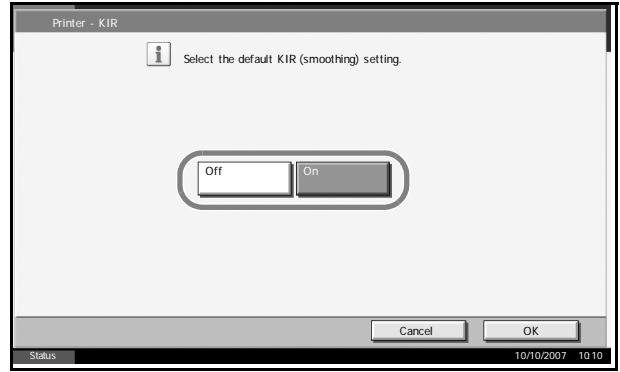 Printer - KIR
Select the default KIR (smoothing) setting.
Off
On
Cancel
OK
Status
10/10/2007 10:10